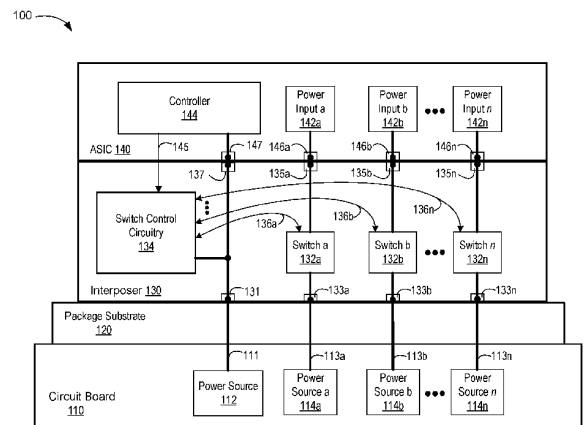 100
Controller
144
Power
Input a
142a
Power
Input b
142b
Power
Input n
142n
ASIC 140
145
147
146a
146b
146n
137
135a
135b
135n
Switch Control
Circuitry
134
136a
136b
136n
Switch a
132a
Switch b
132b
Switch n
132n
Interposer 130
131
133a
133b
133n
Package Substrate
120
111
113a
113b
113n
Circuit Board
110
Power Source
112
Power
Source a
114a
Power
Source b
114b
Power
Source n
114n